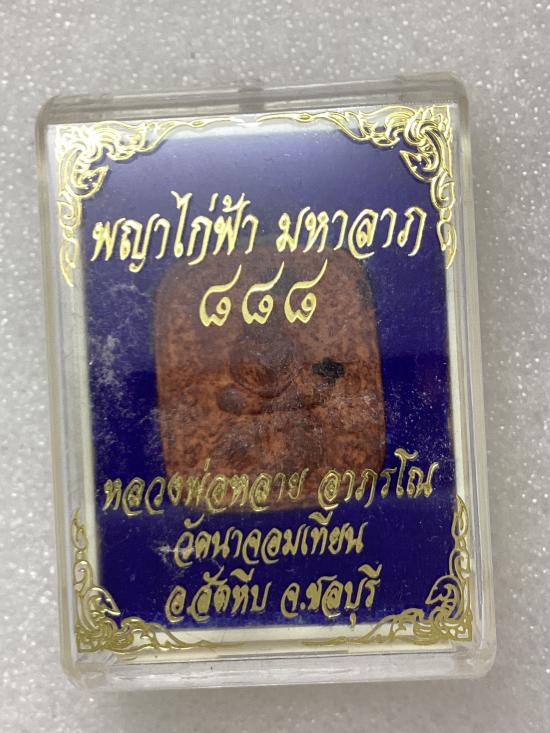 พญาไก่ฟ้า มหาลาภ
๘๘๘
หลวงพ่อหลาย อาภรโณ
วัดนาจอมเทียน
อ.สัตหีบ จ.ชลบุรี